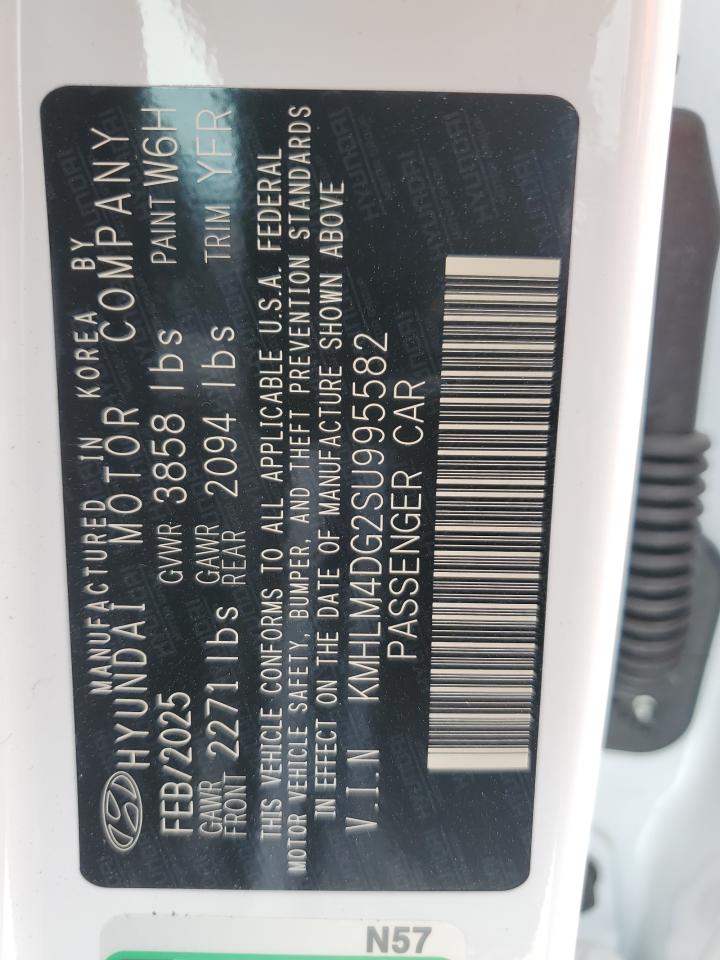 MANUFACTURED IN KOREA BY
HYUNDAI MOTOR COMPANY
FEB/2025 GVWR 3858 lbs PAINT W6H
GAWR FRONT 2271 lbs GAWR REAR 2094 lbs TRIM YFR
THIS VEHICLE CONFORMS TO ALL APPLICABLE U.S.A. FEDERAL
MOTOR VEHICLE SAFETY, BUMPER, AND THEFT PREVENTION STANDARDS
IN EFFECT ON THE DATE OF MANUFACTURE SHOWN ABOVE
V.I.N KMHLM4DG2SU995582
PASSENGER CAR
N57